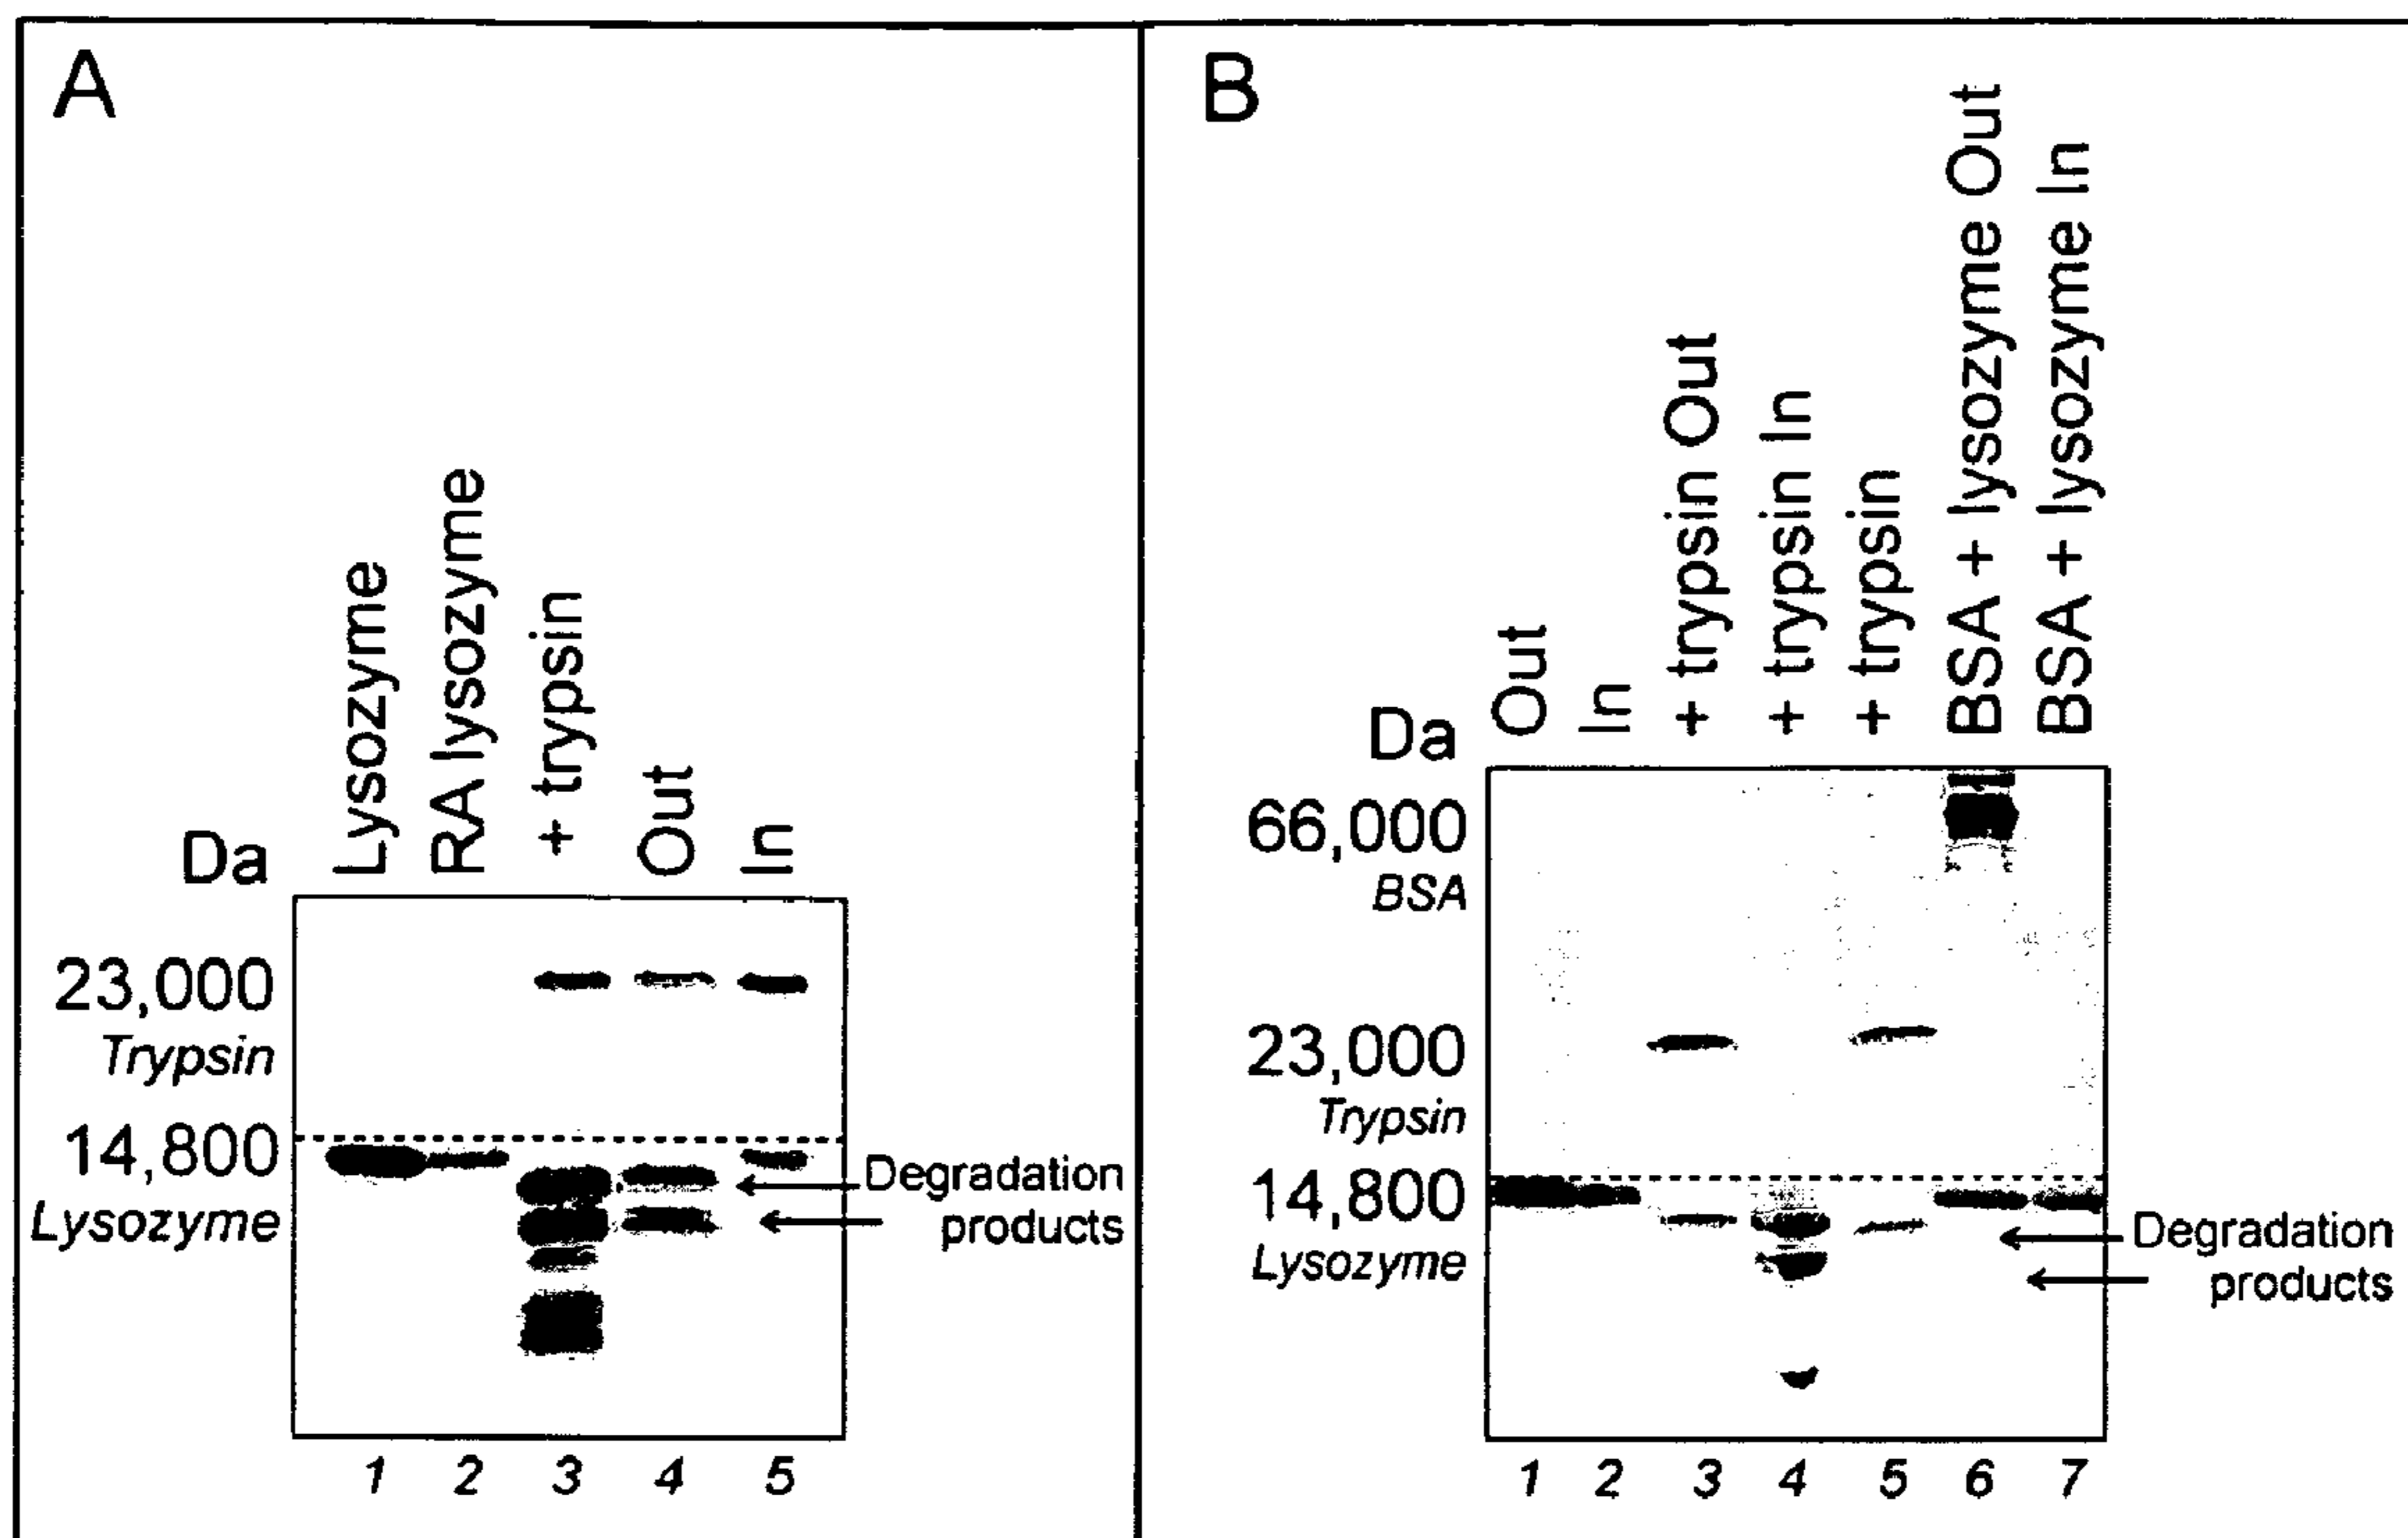 A
Lysozyme
RA lysozyme
+ trypsin
Out
In
Da
23,000
Trypsin
14,800
Lysozyme
Degradation
products
1 2 3 4 5
B
Out
In
+ trypsin Out
+ trypsin In
+ trypsin
BSA + lysozyme Out
BSA + lysozyme In
Da
66,000
BSA
23,000
Trypsin
14,800
Lysozyme
Degradation
products
1 2 3 4 5 6 7